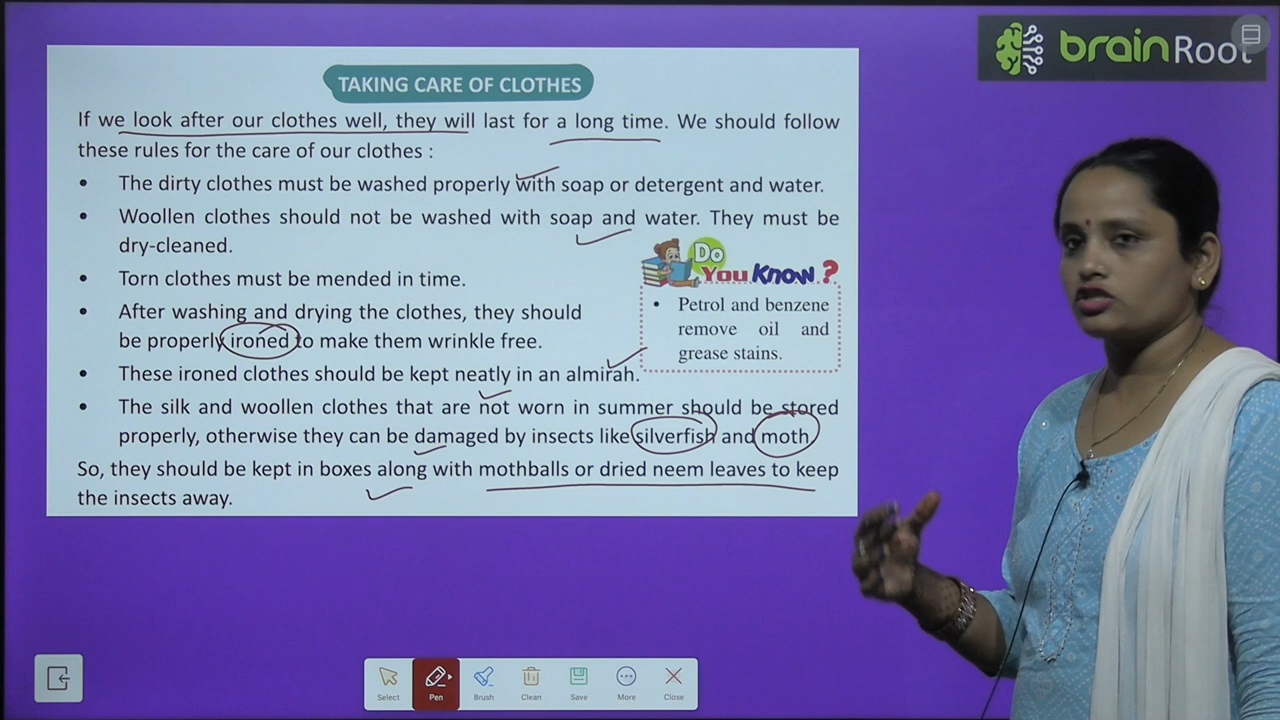 brainRoot
TAKING CARE OF CLOTHES
If we look after our clothes well, they will last for a long time. We should follow
these rules for the care of our clothes :
• The dirty clothes must be washed properly with soap or detergent and water.
• Woollen clothes should not be washed with soap and water. They must be
dry-cleaned.
• Torn clothes must be mended in time.
• After washing and drying the clothes, they should
be properly ironed to make them wrinkle free.
Do
You Know ?
• Petrol and benzene
remove oil and
grease stains.
• These ironed clothes should be kept neatly in an almirah.
• The silk and woollen clothes that are not worn in summer should be stored
properly, otherwise they can be damaged by insects like silverfish and moth
So, they should be kept in boxes along with mothballs or dried neem leaves to keep
the insects away.
Select Pen Brush Clean Save More Close